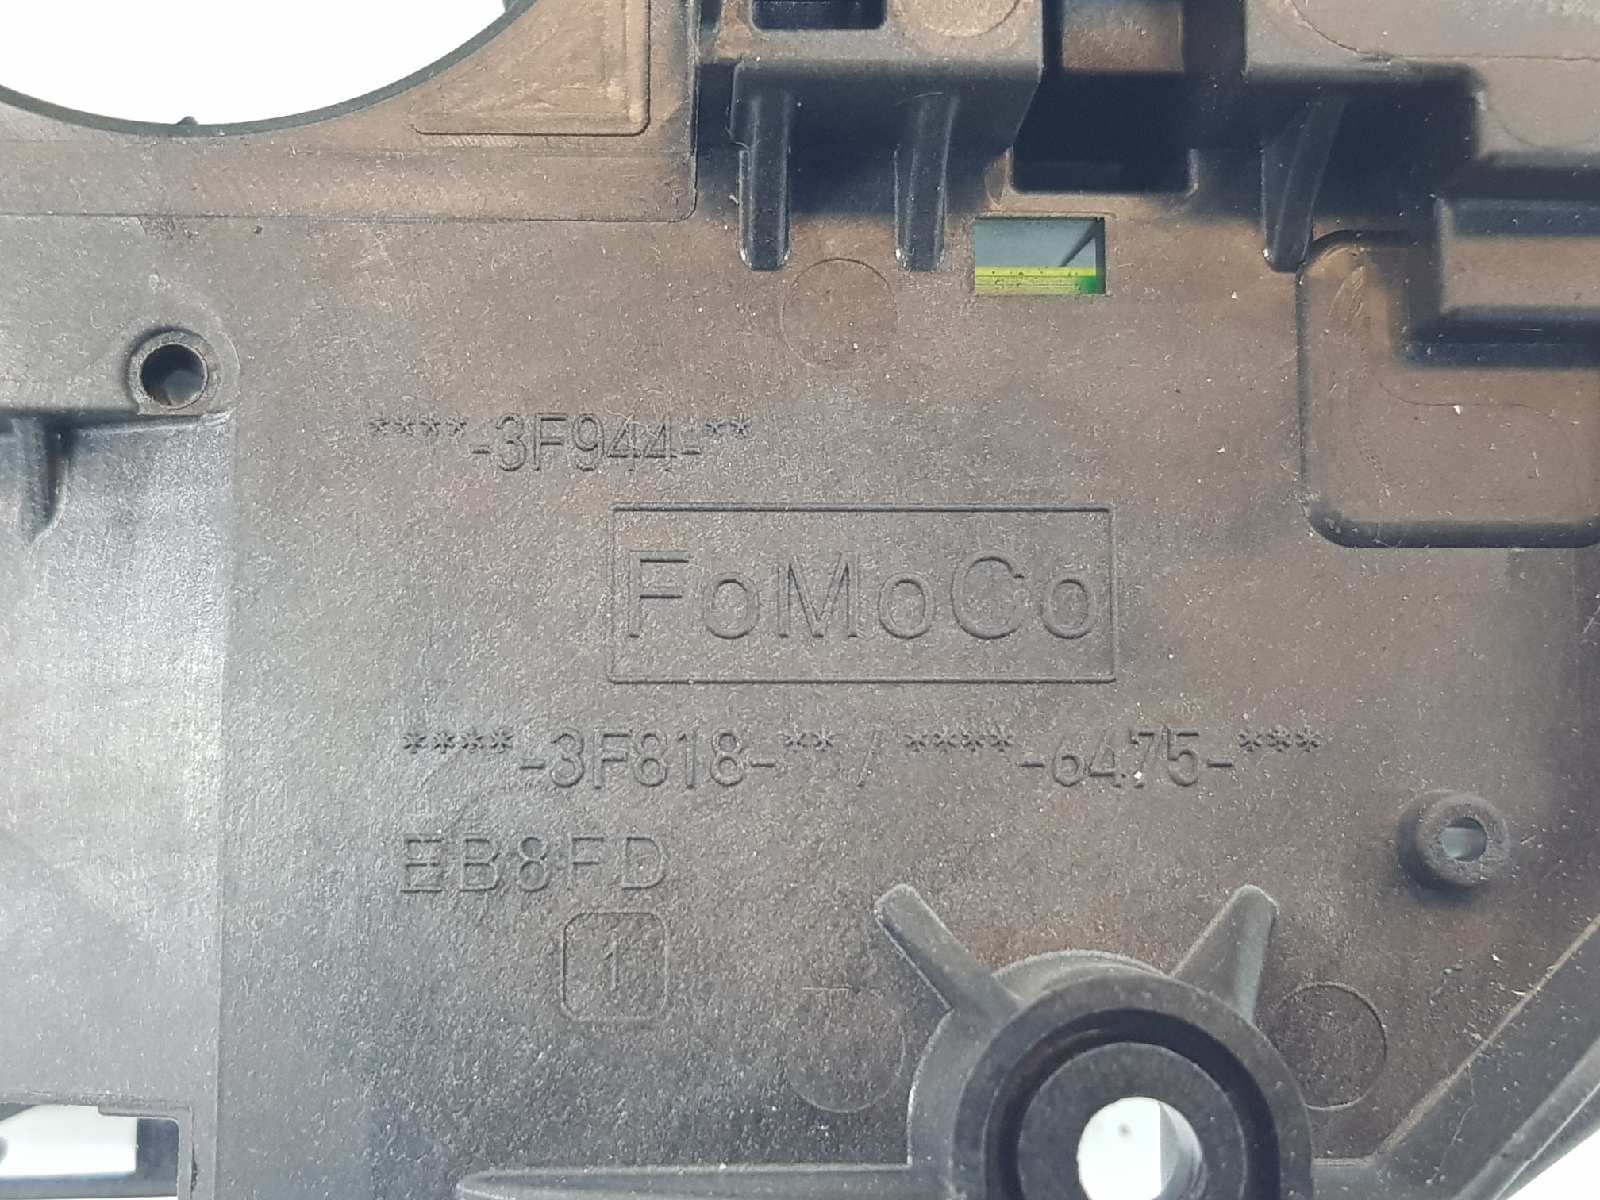 ****-3F944-**
FoMoCo
****-3F818-** / ****-6475-***
EB8FD
1